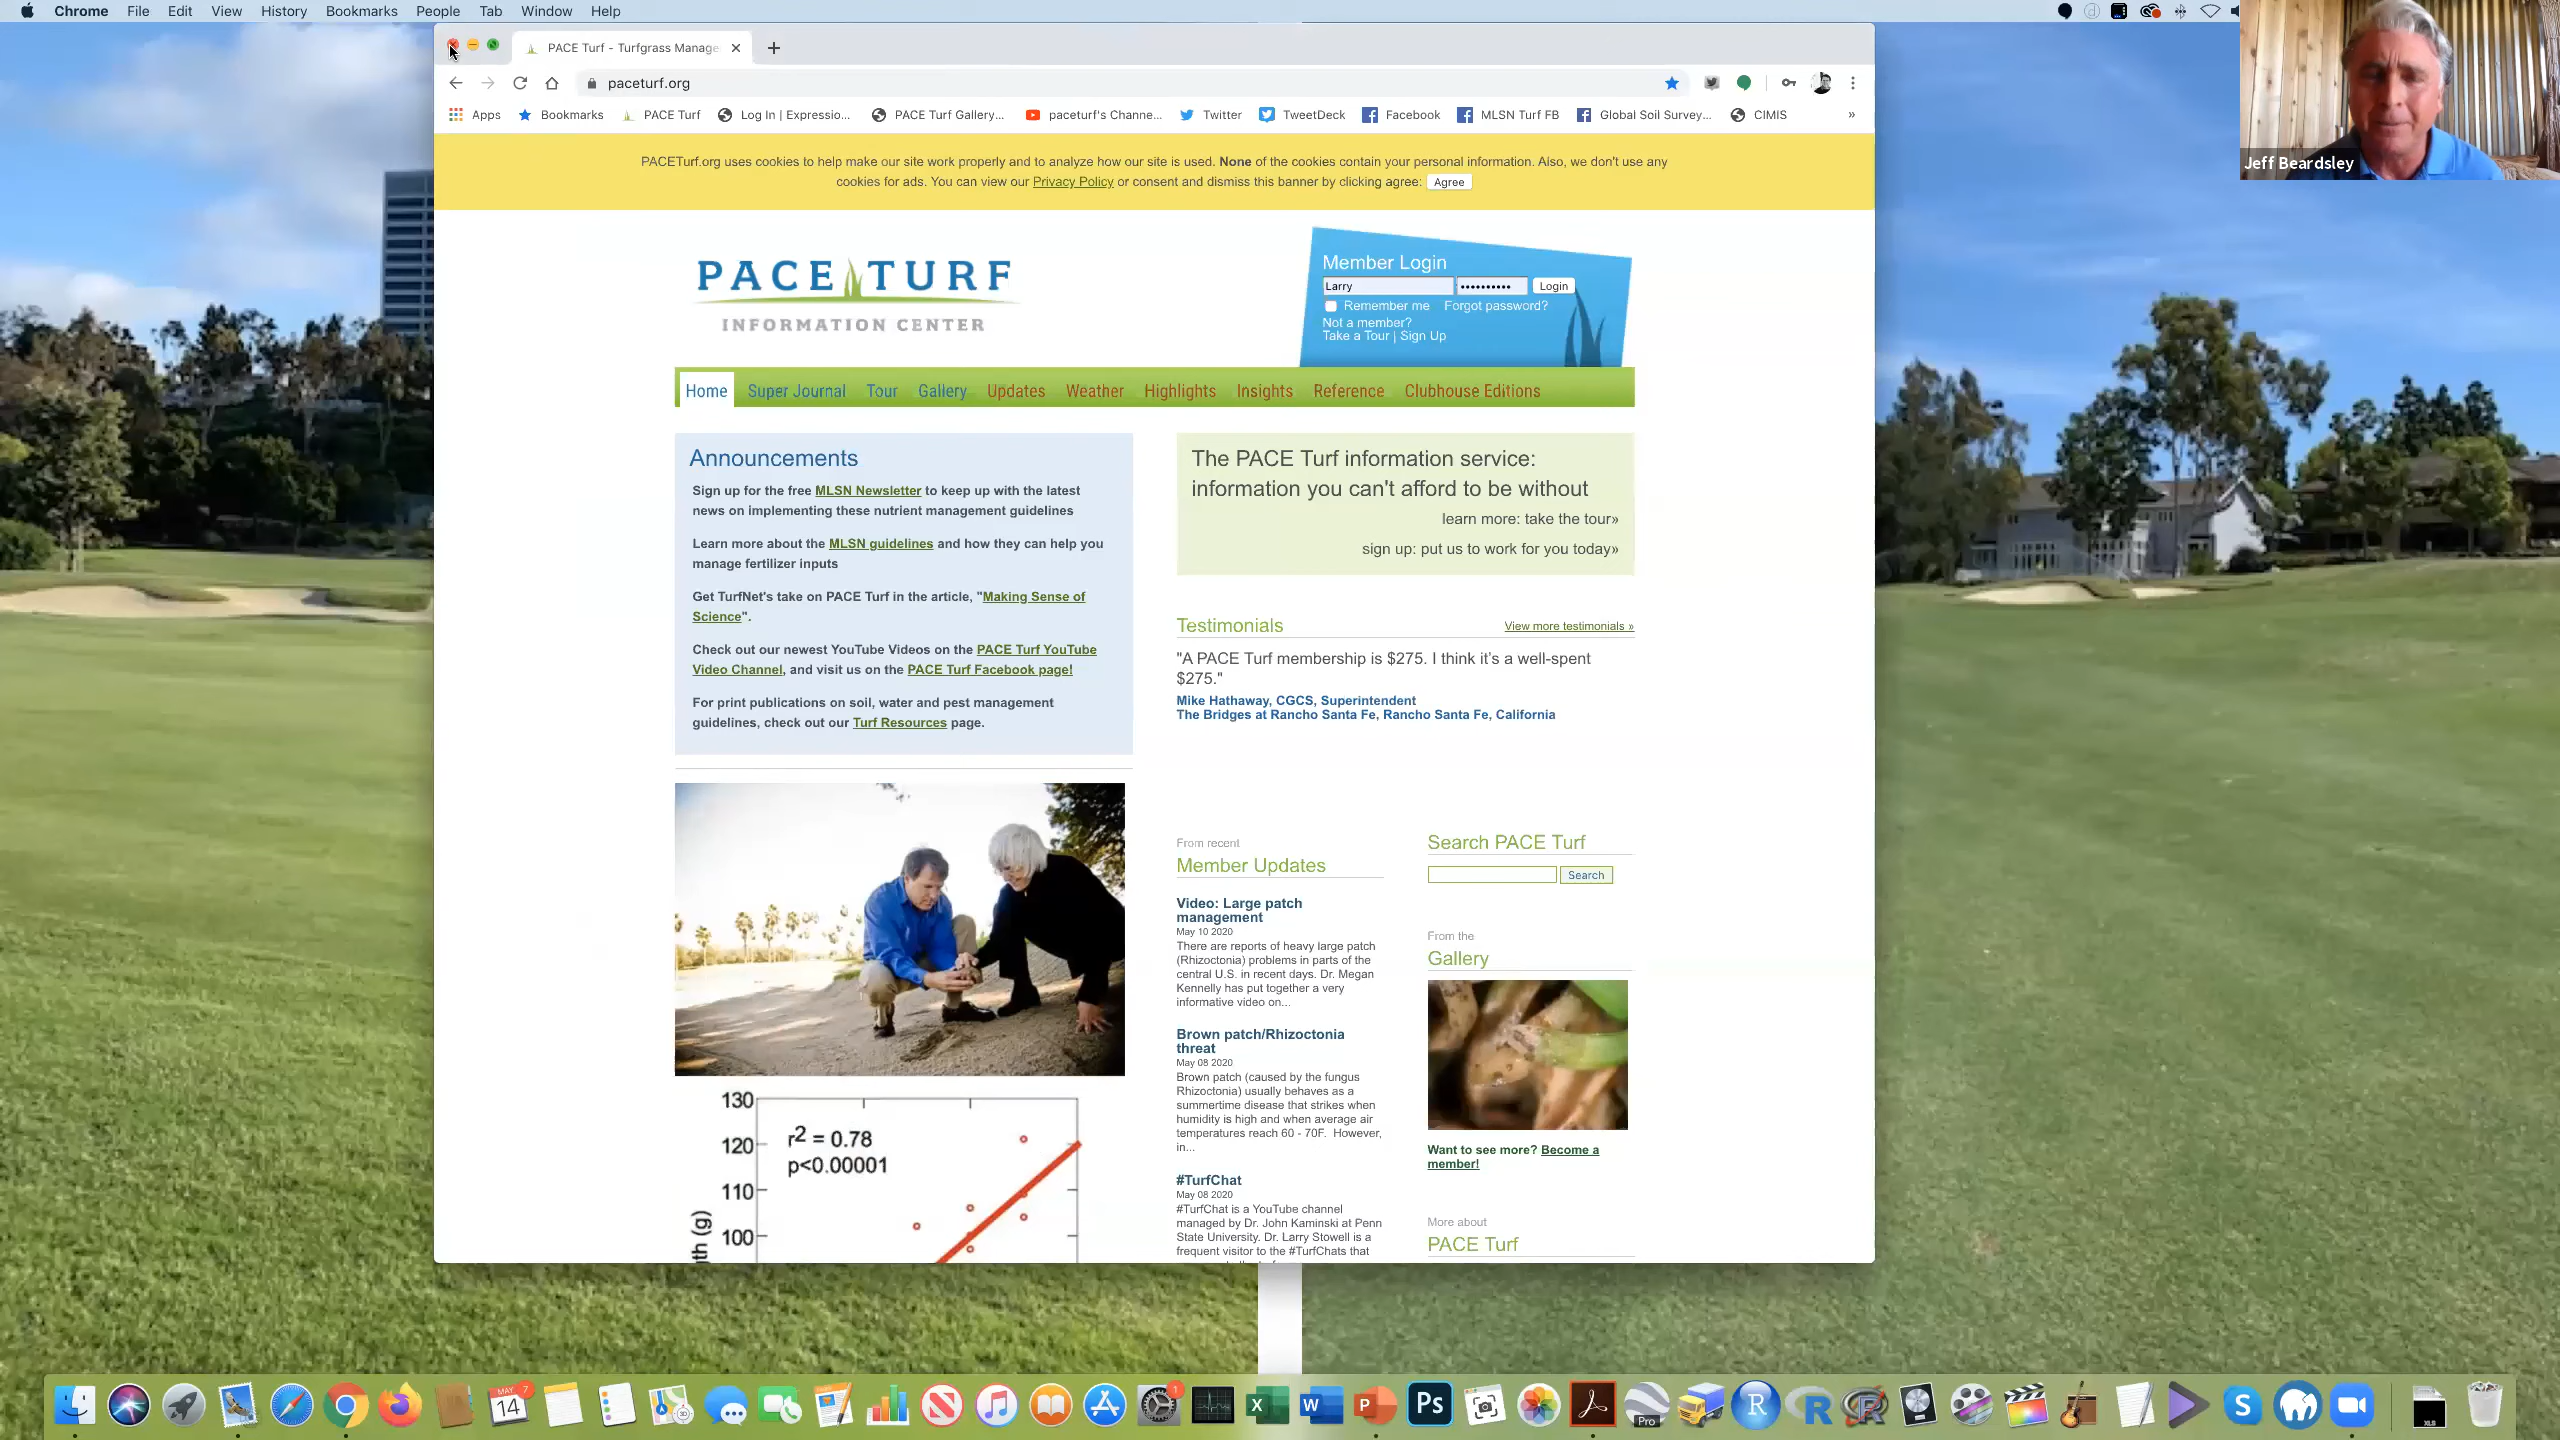 Chrome File Edit View History Bookmarks People Tab Window Help
Jeff Beardsley
PACE Turf - Turfgrass Manage
paceturf.org
Apps Bookmarks PACE Turf Log In | Expressio... PACE Turf Gallery... paceturf's Channe... Twitter TweetDeck Facebook MLSN Turf FB Global Soil Survey... CIMIS »
PACETurf.org uses cookies to help make our site work properly and to analyze how our site is used. None of the cookies contain your personal information. Also, we don't use any
cookies for ads. You can view our Privacy Policy or consent and dismiss this banner by clicking agree: Agree
PACE TURF
INFORMATION CENTER
Member Login
Larry •••••••••• Login
Remember me Forgot password?
Not a member?
Take a Tour | Sign Up
Home Super Journal Tour Gallery Updates Weather Highlights Insights Reference Clubhouse Editions
Announcements
Sign up for the free MLSN Newsletter to keep up with the latest
news on implementing these nutrient management guidelines
Learn more about the MLSN guidelines and how they can help you
manage fertilizer inputs
Get TurfNet's take on PACE Turf in the article, "Making Sense of
Science".
Check out our newest YouTube Videos on the PACE Turf YouTube
Video Channel, and visit us on the PACE Turf Facebook page!
For print publications on soil, water and pest management
guidelines, check out our Turf Resources page.
The PACE Turf information service:
information you can't afford to be without
learn more: take the tour»
sign up: put us to work for you today»
Testimonials View more testimonials »
"A PACE Turf membership is $275. I think it's a well-spent
$275."
Mike Hathaway, CGCS, Superintendent
The Bridges at Rancho Santa Fe, Rancho Santa Fe, California
From recent
Member Updates
Video: Large patch
management
May 10 2020
There are reports of heavy large patch
(Rhizoctonia) problems in parts of the
central U.S. in recent days. Dr. Megan
Kennelly has put together a very
informative video on...
Brown patch/Rhizoctonia
threat
May 08 2020
Brown patch (caused by the fungus
Rhizoctonia) usually behaves as a
summertime disease that strikes when
humidity is high and when average air
temperatures reach 60 - 70F. However,
in...
#TurfChat
May 08 2020
#TurfChat is a YouTube channel
managed by Dr. John Kaminski at Penn
State University. Dr. Larry Stowell is a
frequent visitor to the #TurfChats that
Search PACE Turf
Search
From the
Gallery
Want to see more? Become a
member!
More about
PACE Turf
130
120
110
100
r2 = 0.78
p<0.00001
(g)
MAY 7
14
1
3D
X
W
P
Ps
Pro
R
R
R
S
XLS